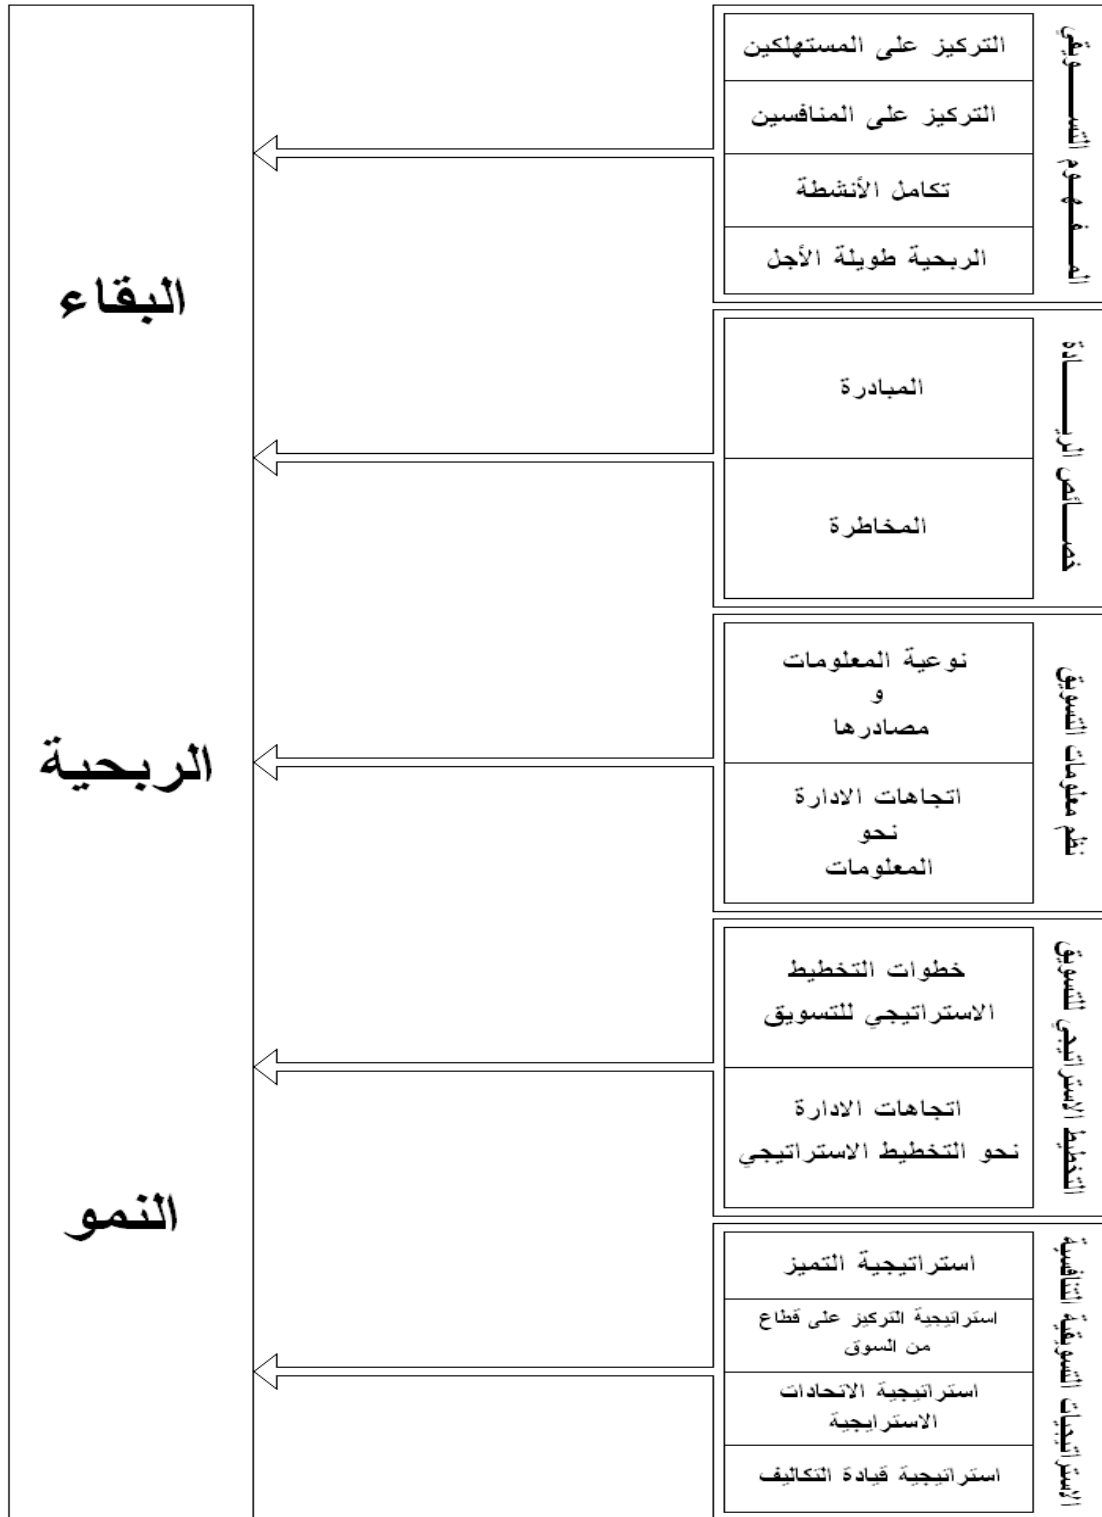 المفهوم التسويقي
التركيز على المستهلكين
التركيز على المنافسين
تكامل الأنشطة
الربحية طويلة الأجل
خصائص الريادة
المبادرة
المخاطرة
نظم معلومات التسويق
نوعية المعلومات
و
مصادرها
اتجاهات الادارة
نحو
المعلومات
التخطيط الاستراتيجي للتسويق
خطوات التخطيط
الاستراتيجي للتسويق
اتجاهات الادارة
نحو التخطيط الاستراتيجي
الاستراتيجيات التسويقية التنافسية
استراتيجية التميز
استراتيجية التركيز على قطاع
من السوق
استراتيجية الاتحادات
الاسترايجية
استراتيجية قيادة التكاليف
البقاء
الربحية
النمو